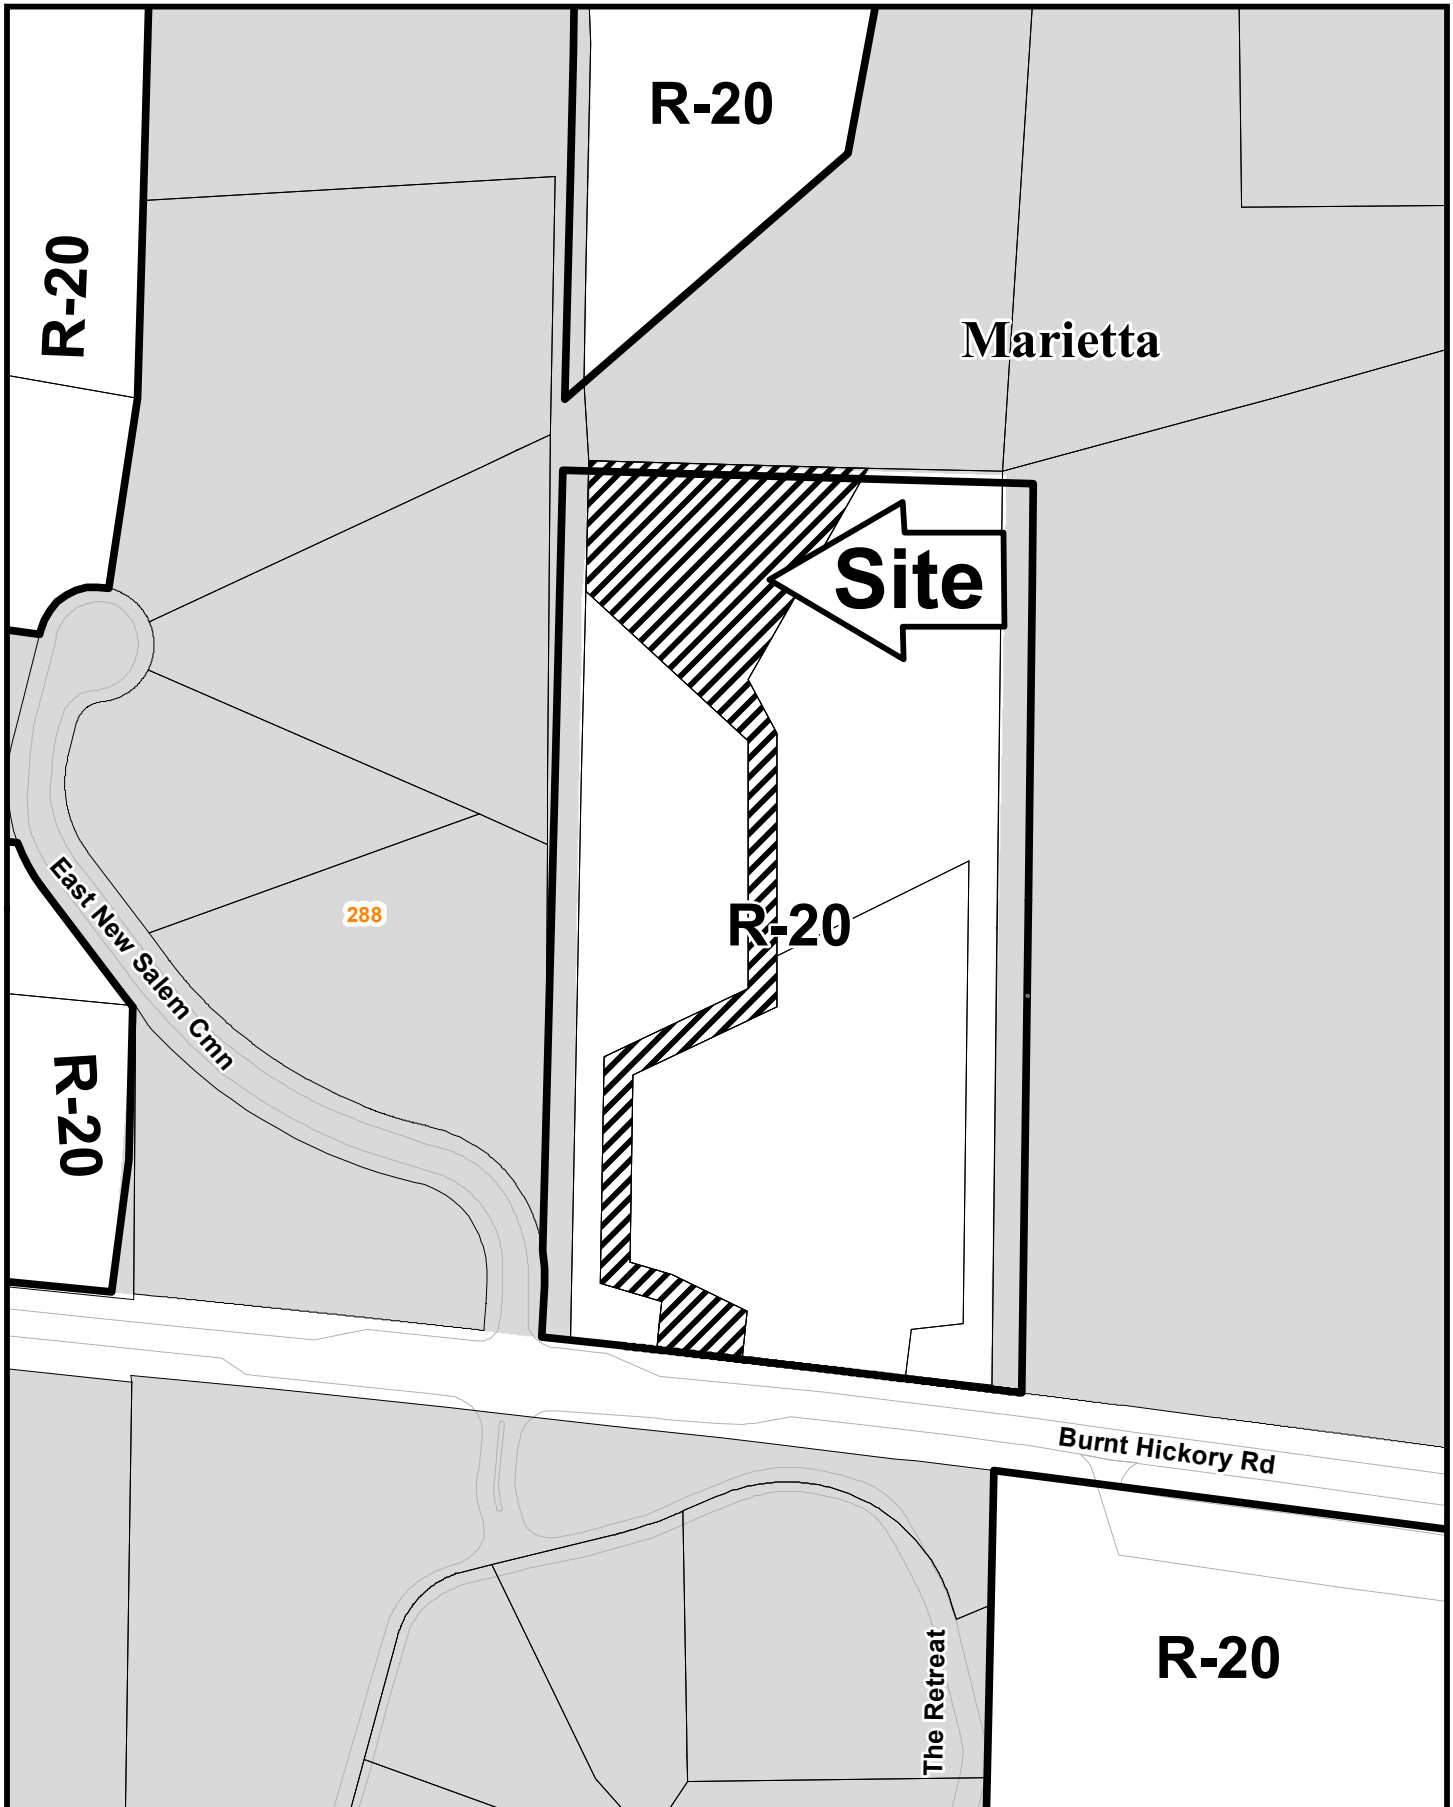 R-20
R-20
Marietta
Site
East New Salem Cmn
288
R-20
R-20
Burnt Hickory Rd
The Retreat
R-20